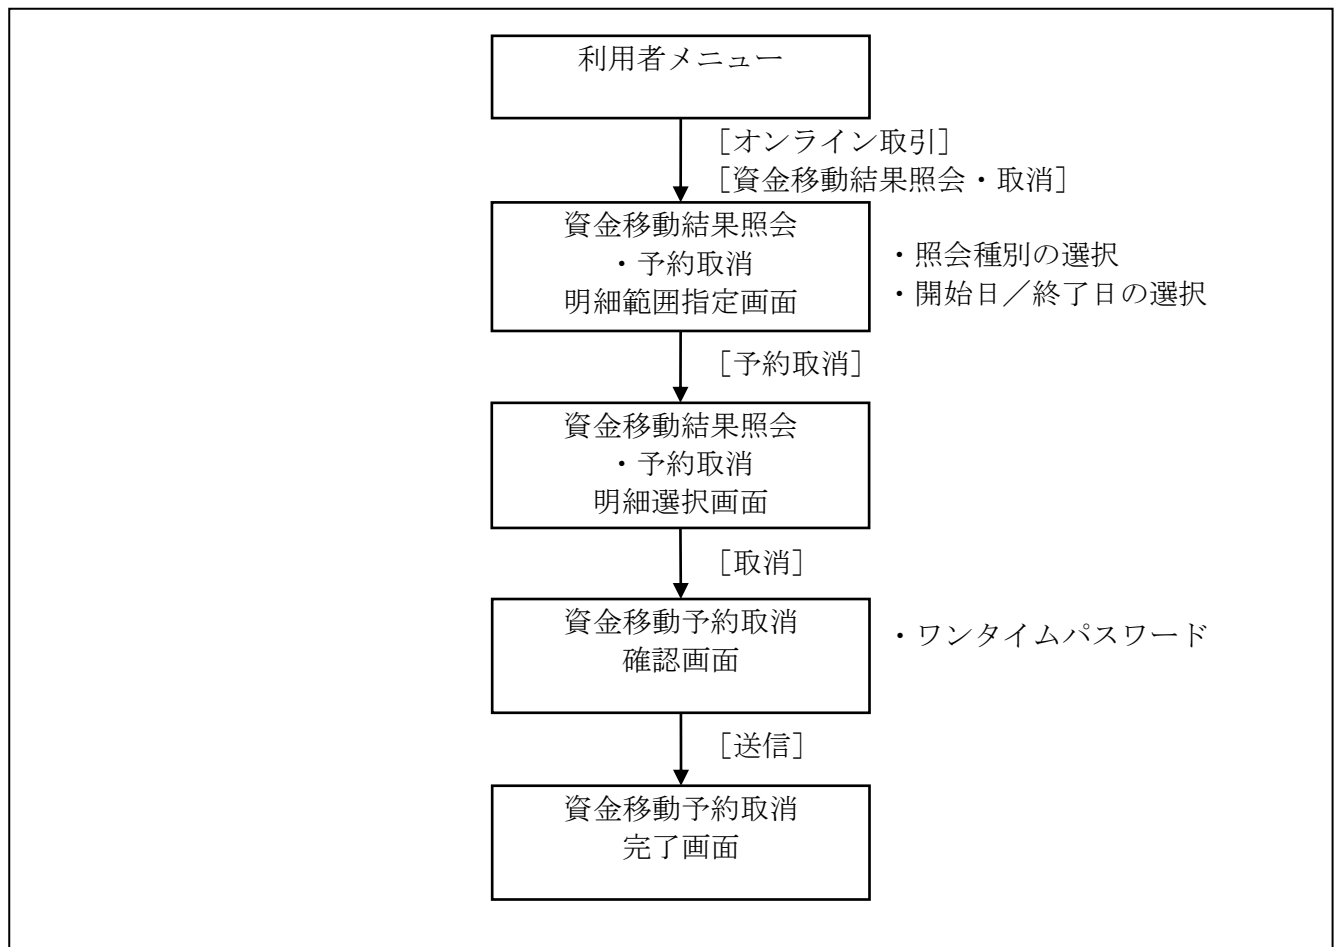 利用者メニュー
［オンライン取引］
［資金移動結果照会・取消］
資金移動結果照会
・予約取消
明細範囲指定画面
・照会種別の選択
・開始日／終了日の選択
［予約取消］
資金移動結果照会
・予約取消
明細選択画面
［取消］
資金移動予約取消
確認画面
・ワンタイムパスワード
［送信］
資金移動予約取消
完了画面